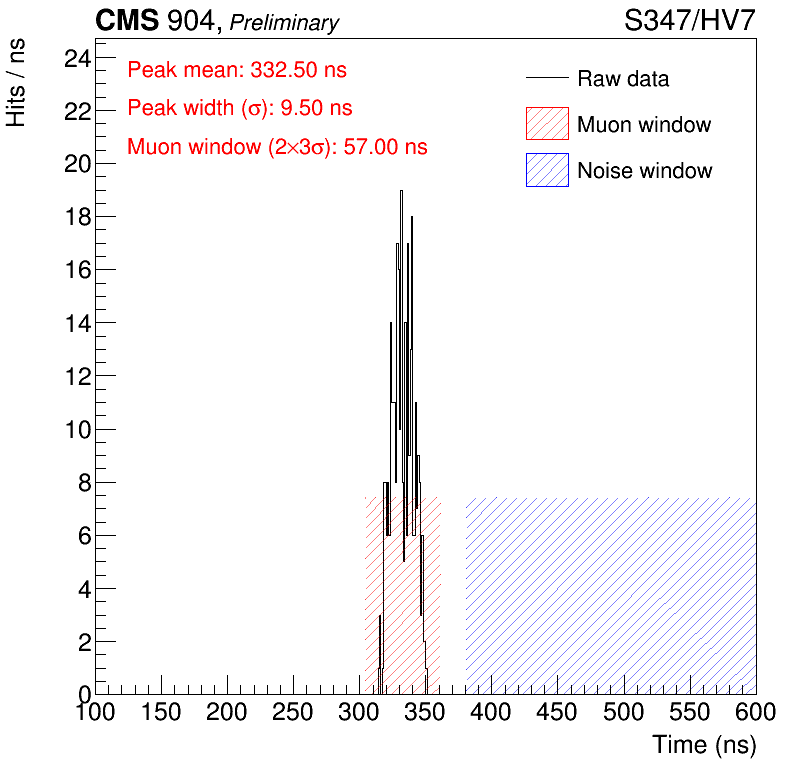 CMS 904, Preliminary
S347/HV7
Hits / ns
Peak mean: 332.50 ns
Peak width (σ): 9.50 ns
Muon window (2×3σ): 57.00 ns
Raw data
Muon window
Noise window
24
22
20
18
16
14
12
10
8
6
4
2
0
100 150 200 250 300 350 400 450 500 550 600
Time (ns)